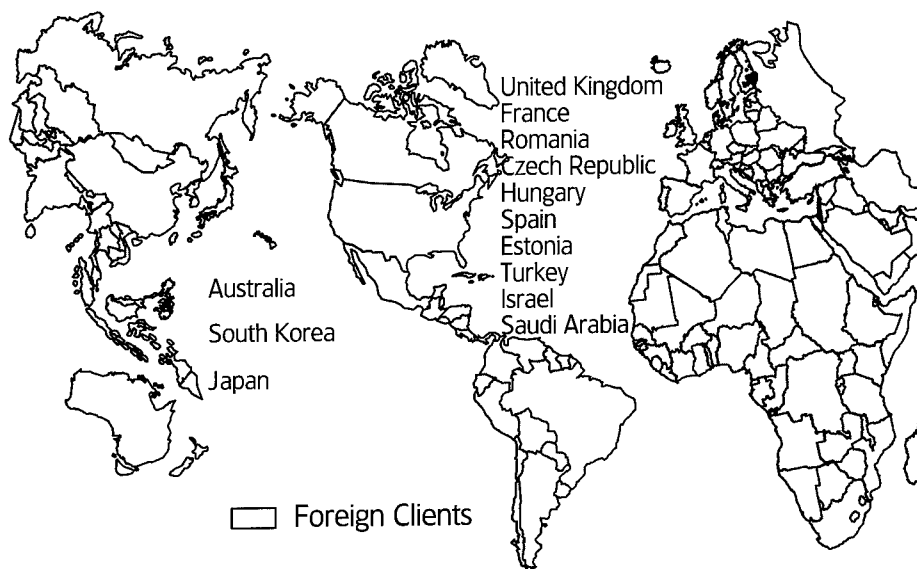 United Kingdom
France
Romania
Czech Republic
Hungary
Spain
Estonia
Turkey
Israel
Saudi Arabia
Australia
South Korea
Japan
Foreign Clients